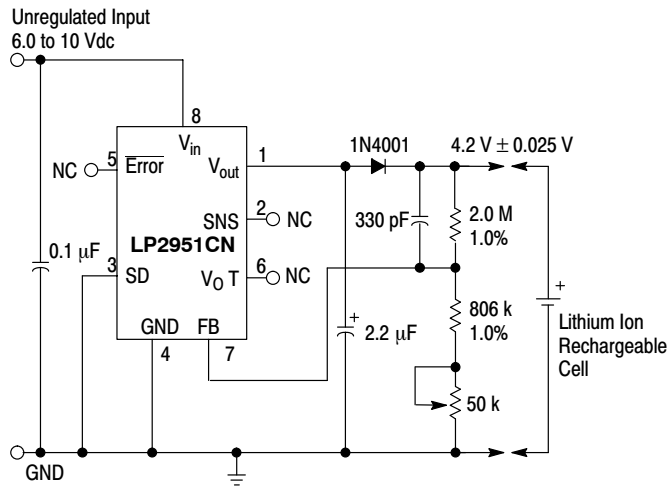 Unregulated Input
6.0 to 10 Vdc
8
Vin
1N4001
4.2 V ± 0.025 V
5
1
NC
Error
Vout
2.0 M
1.0%
SNS
2
NC
330 pF
LP2951CN
0.1 µF
3
SD
VO T
6
NC
806 k
1.0%
GND
FB
+
2.2 µF
+
Lithium Ion
Rechargeable
Cell
4
7
50 k
GND